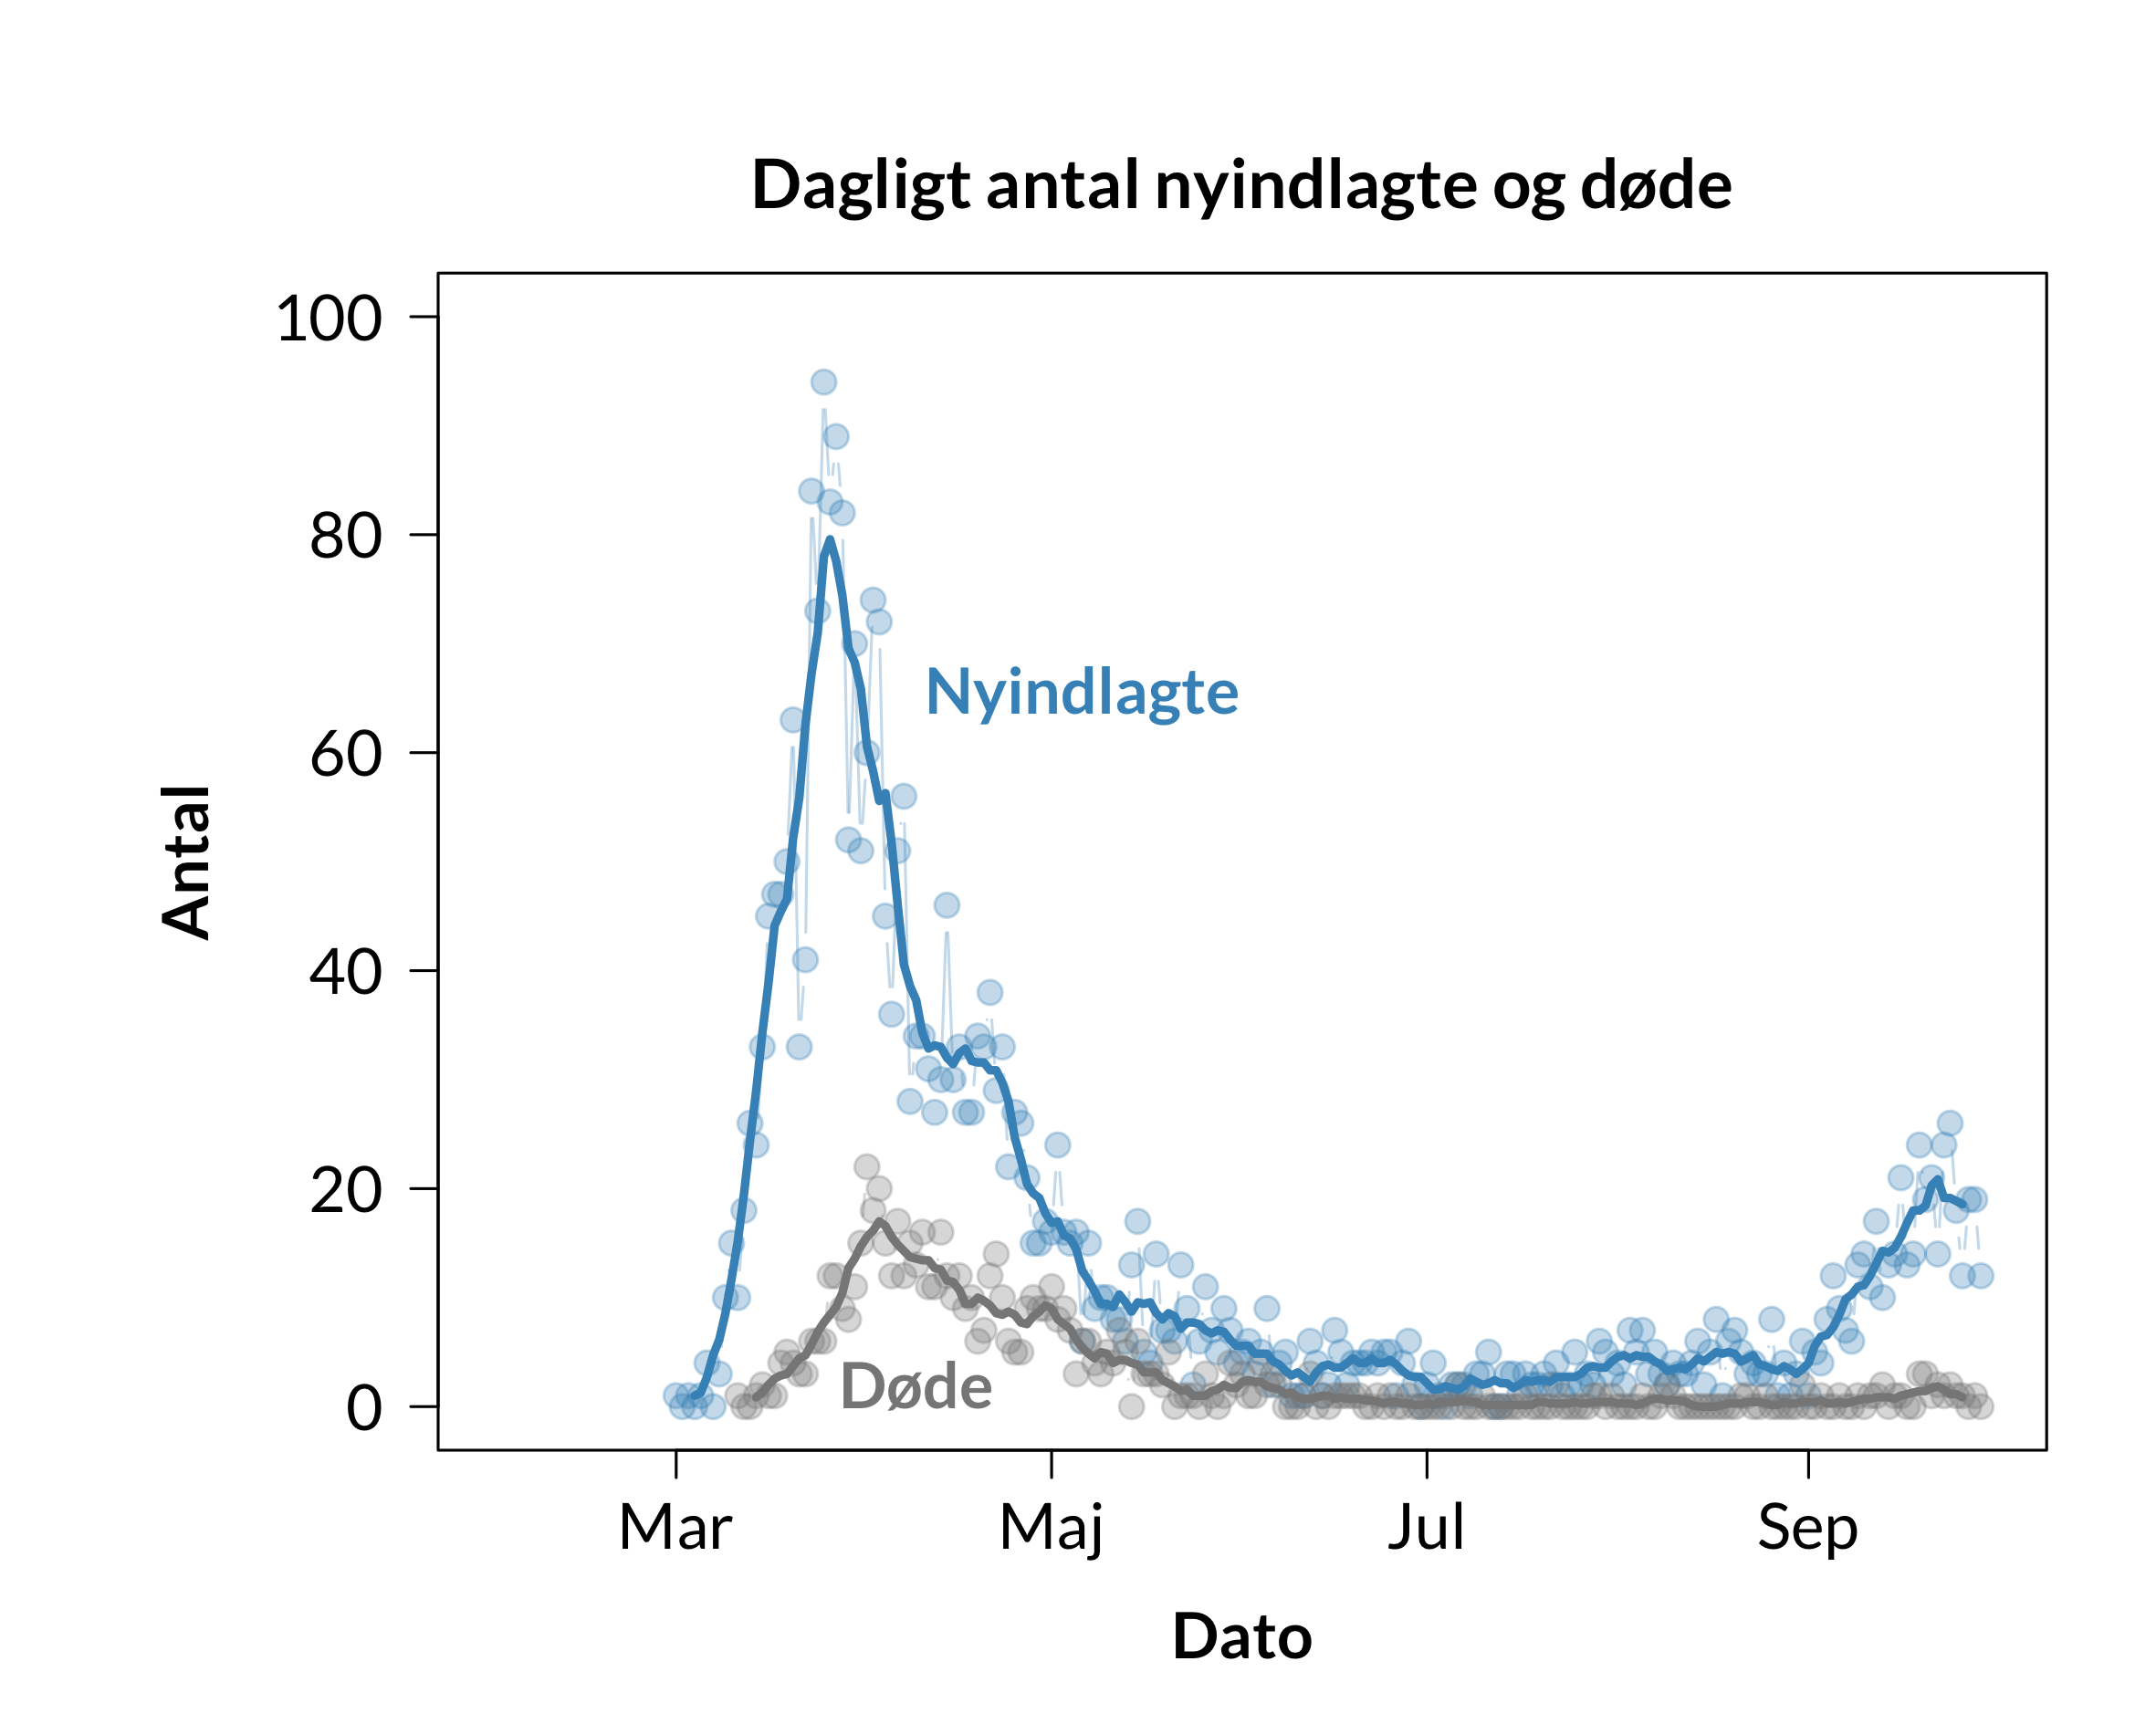 Dagligt antal nyindlagte og døde
100
80
60
40
20
0
Antal
Nyindlagte
Døde
Mar Maj Jul Sep
Dato